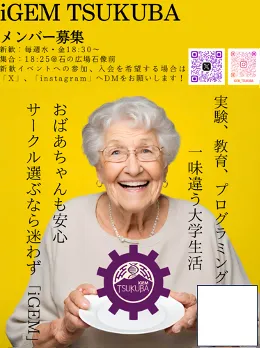 iGEM TSUKUBA
メンバー募集
新歓：毎週水・金18:30～
集合：18:25@石の広場石像前
新歓イベントへの参加、入会を希望する場合は
「X」、「instagram」へDMをお願いします！
実験、教育、プログラミング
一味違う大学生活
おばあちゃんも安心
サークル選ぶなら迷わず「iGEM」
iGEM
TSUKUBA